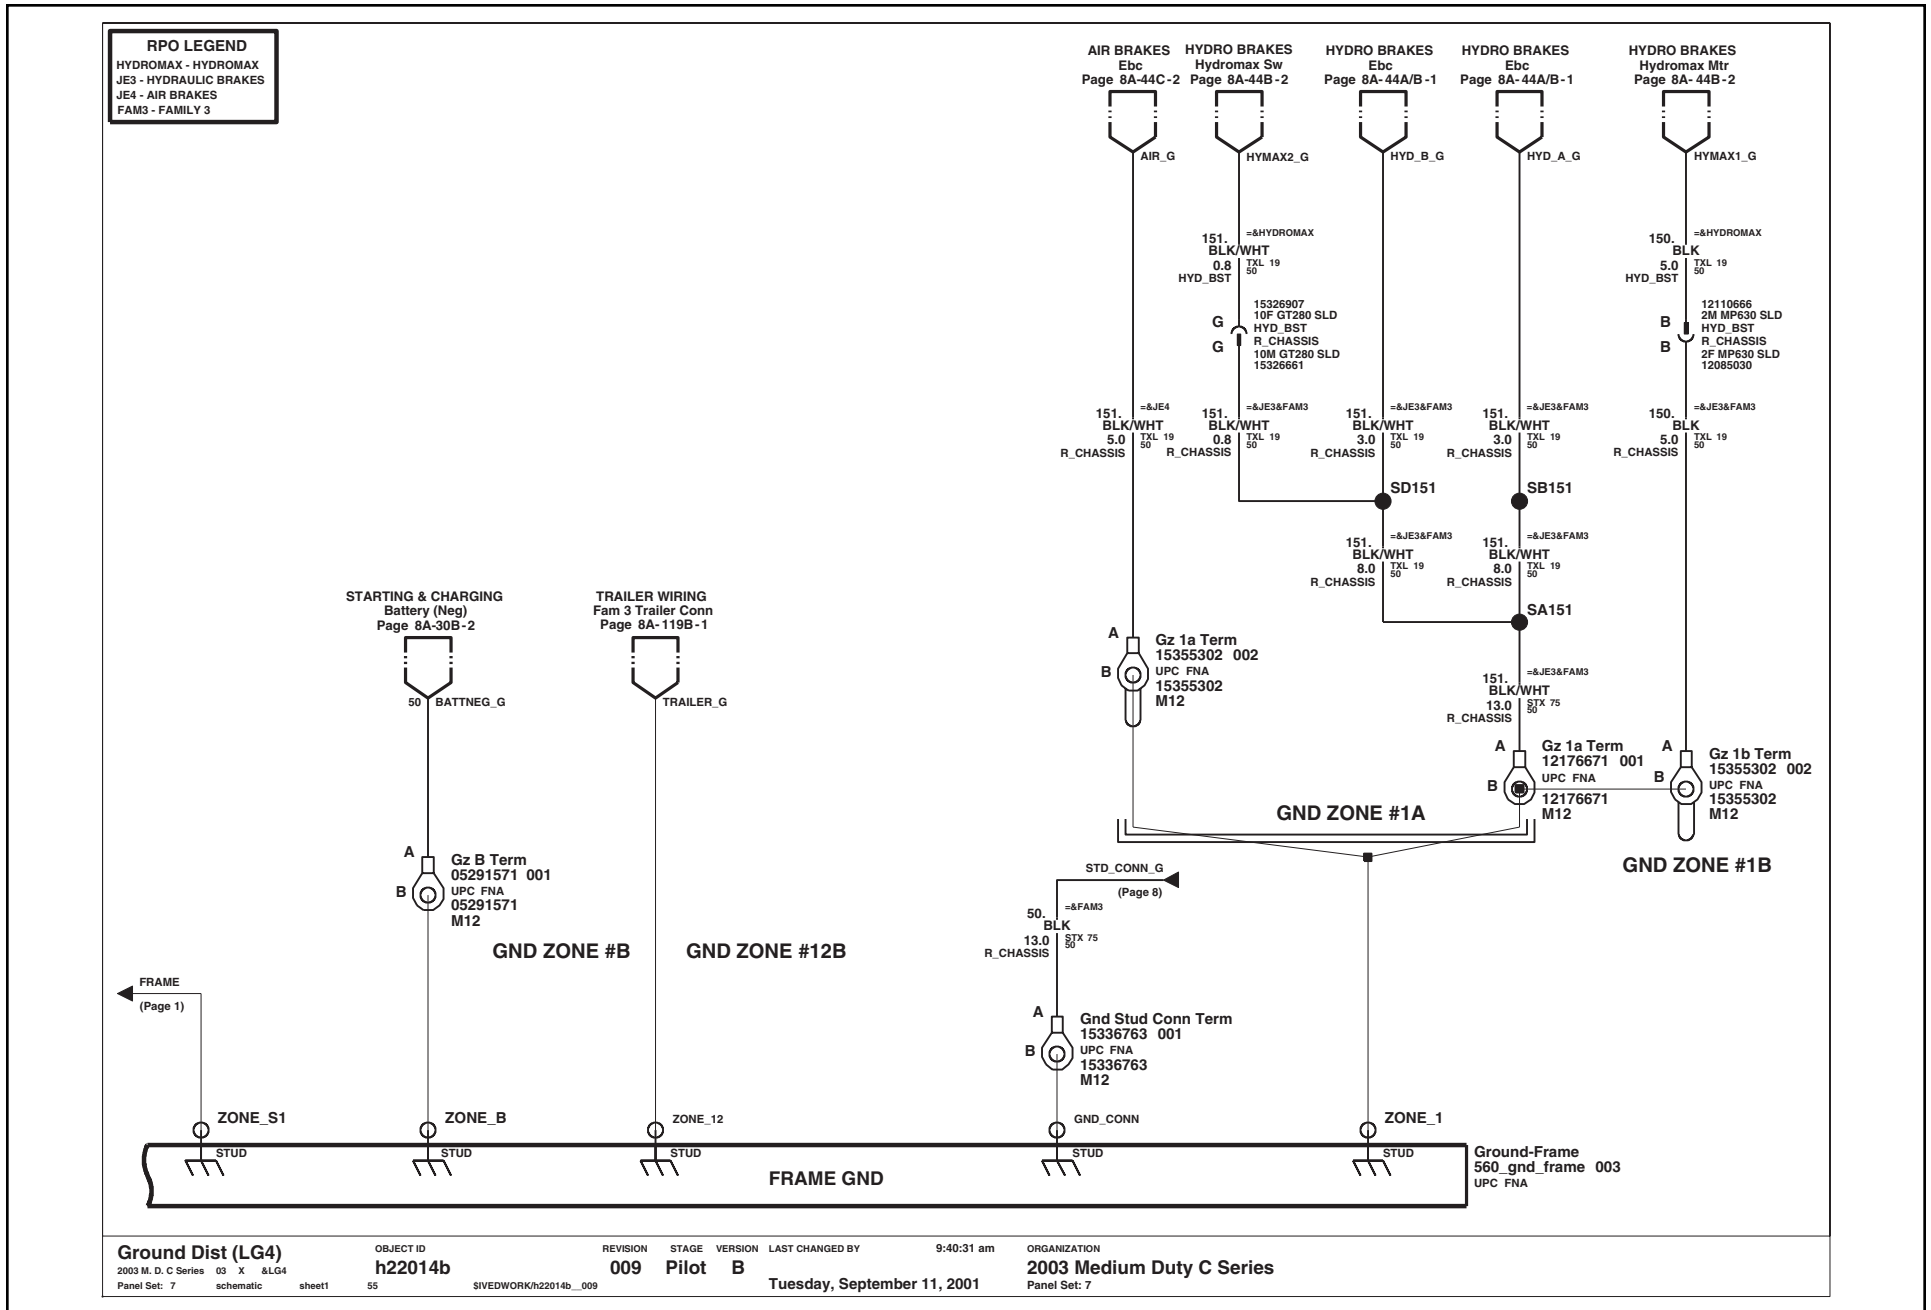 RPO LEGEND
HYDROMAX - HYDROMAX
JE3 - HYDRAULIC BRAKES
JE4 - AIR BRAKES
FAM3 - FAMILY 3
AIR BRAKES
Ebc
Page 8A-44C-2
HYDRO BRAKES
Hydromax Sw
Page 8A-44B-2
HYDRO BRAKES
Ebc
Page 8A-44A/B-1
HYDRO BRAKES
Ebc
Page 8A-44A/B-1
HYDRO BRAKES
Hydromax Mtr
Page 8A-44B-2
AIR_G
HYMAX2_G
HYD_B_G
HYD_A_G
HYMAX1_G
151.
=&HYDROMAX
BLK/WHT
0.8
TXL 19
50
HYD_BST
150.
=&HYDROMAX
BLK
5.0
TXL 19
50
HYD_BST
G
G
15326907
10F GT280 SLD
HYD_BST
R_CHASSIS
10M GT280 SLD
15326661
B
B
12110666
2M MP630 SLD
HYD_BST
R_CHASSIS
2F MP630 SLD
12085030
151.
=&JE4
BLK/WHT
5.0
TXL 19
50
R_CHASSIS
151.
=&JE3&FAM3
BLK/WHT
0.8
TXL 19
50
R_CHASSIS
151.
=&JE3&FAM3
BLK/WHT
3.0
TXL 19
50
R_CHASSIS
151.
=&JE3&FAM3
BLK/WHT
3.0
TXL 19
50
R_CHASSIS
150.
=&JE3&FAM3
BLK
5.0
TXL 19
50
R_CHASSIS
SD151
SB151
151.
=&JE3&FAM3
BLK/WHT
8.0
TXL 19
50
R_CHASSIS
151.
=&JE3&FAM3
BLK/WHT
8.0
TXL 19
50
R_CHASSIS
SA151
STARTING & CHARGING
Battery (Neg)
Page 8A-30B-2
TRAILER WIRING
Fam 3 Trailer Conn
Page 8A-119B-1
50
BATTNEG_G
TRAILER_G
A
B
Gz 1a Term
15355302 002
UPC FNA
15355302
M12
151.
=&JE3&FAM3
BLK/WHT
13.0
STX 75
50
R_CHASSIS
A
B
Gz 1a Term
12176671 001
UPC FNA
12176671
M12
A
B
Gz 1b Term
15355302 002
UPC FNA
15355302
M12
GND ZONE #1A
GND ZONE #1B
A
B
Gz B Term
05291571 001
UPC FNA
05291571
M12
STD_CONN_G
(Page 8)
50.
=&FAM3
BLK
13.0
STX 75
50
R_CHASSIS
GND ZONE #B
GND ZONE #12B
FRAME
(Page 1)
A
B
Gnd Stud Conn Term
15336763 001
UPC FNA
15336763
M12
ZONE_S1
ZONE_B
ZONE_12
GND_CONN
ZONE_1
STUD
STUD
STUD
STUD
STUD
FRAME GND
Ground-Frame
560_gnd_frame 003
UPC FNA
Ground Dist (LG4)
2003 M. D. C Series 03 X &LG4
Panel Set: 7 schematic sheet1 55 $IVEDWORK/h22014b__009
OBJECT ID
h22014b
REVISION
009
STAGE
Pilot
VERSION
B
LAST CHANGED BY 9:40:31 am
Tuesday, September 11, 2001
ORGANIZATION
2003 Medium Duty C Series
Panel Set: 7